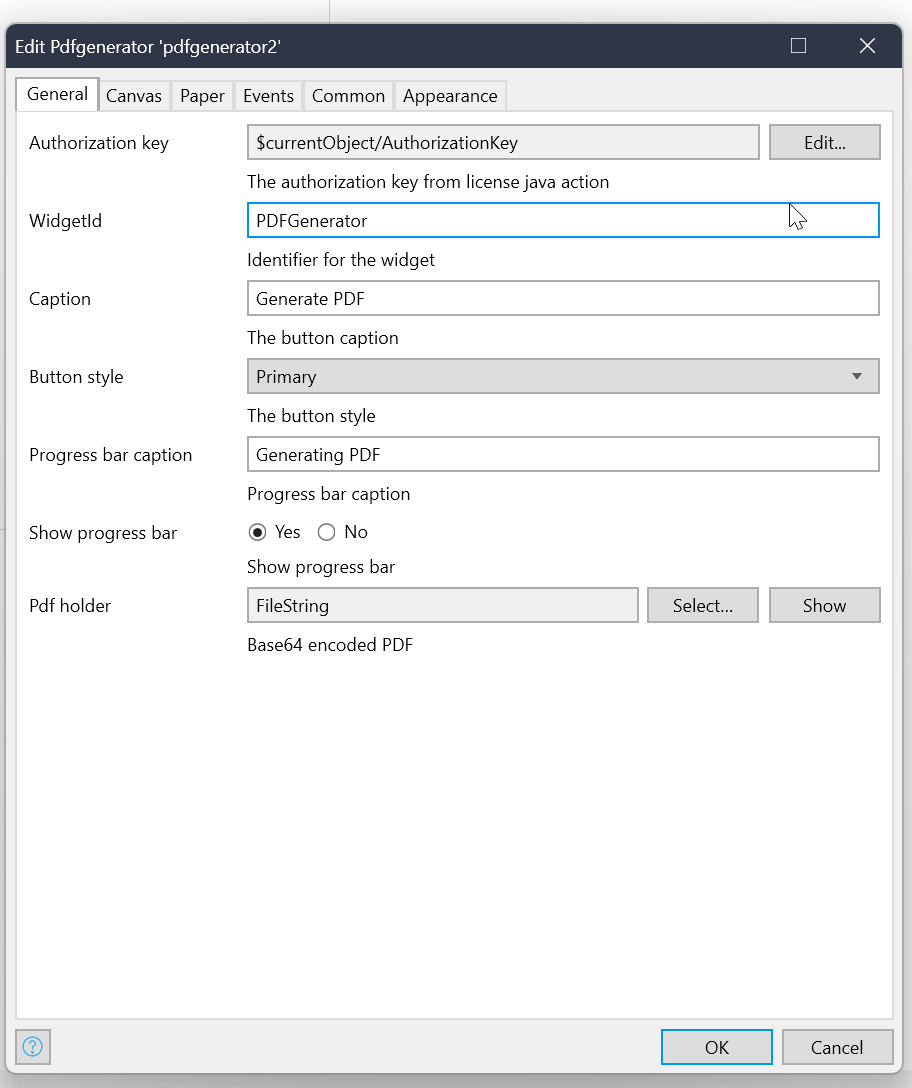 Edit Pdfgenerator 'pdfgenerator2'
General Canvas Paper Events Common Appearance
Authorization key $currentObject/AuthorizationKey Edit...
The authorization key from license java action
WidgetId PDFGenerator
Identifier for the widget
Caption Generate PDF
The button caption
Button style Primary
The button style
Progress bar caption Generating PDF
Progress bar caption
Show progress bar Yes No
Show progress bar
Pdf holder FileString Select... Show
Base64 encoded PDF
? OK Cancel